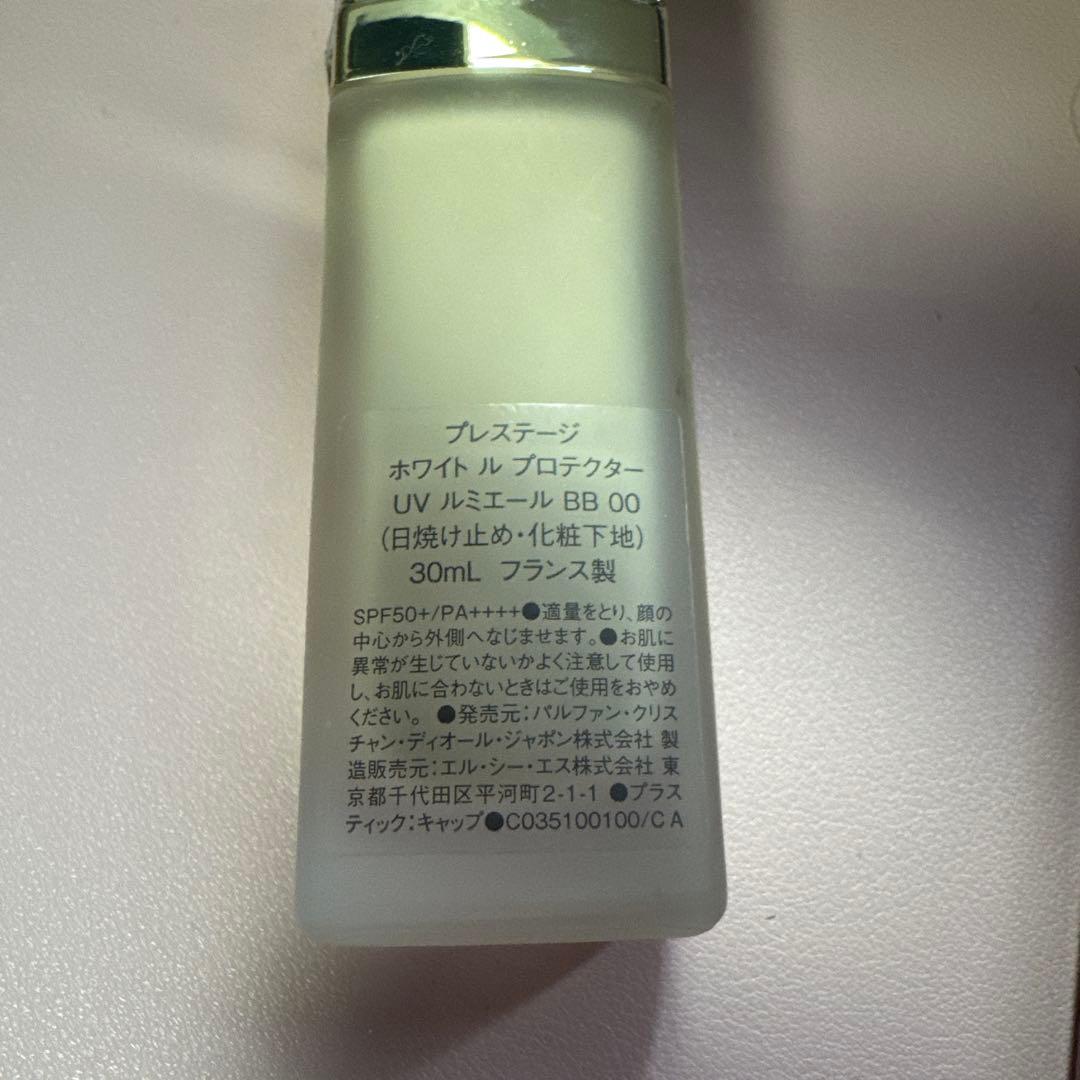 プレステージ
ホワイト ル プロテクター
UV ルミエール BB 00
(日焼け止め・化粧下地)
30mL フランス製
SPF50+/PA++++●適量をとり、顔の
中心から外側へなじませます。●お肌に
異常が生じていないかよく注意して使用
し、お肌に合わないときはご使用をおやめ
ください。 ●発売元:パルファン・クリス
チャン・ディオール・ジャポン株式会社 製
造販売元:エル・シー・エス株式会社 東
京都千代田区平河町2-1-1 ●プラス
ティック:キャップ●C035100100/C A